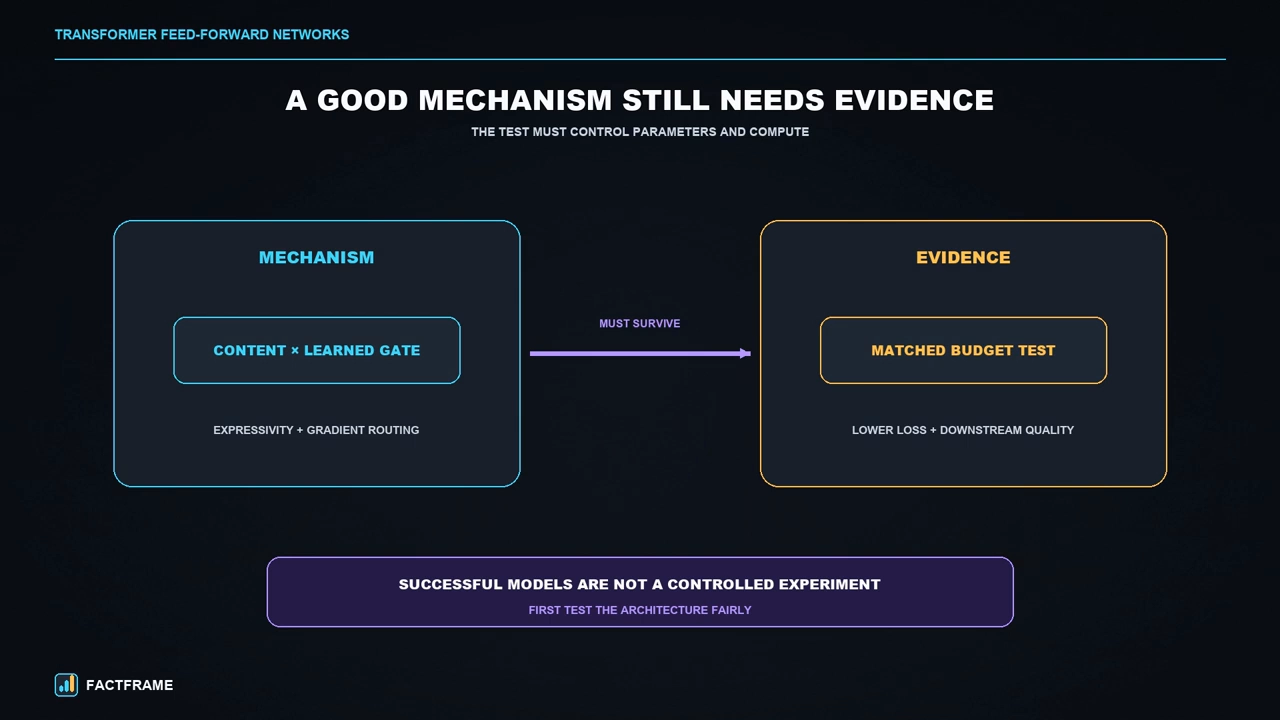 TRANSFORMER FEED-FORWARD NETWORKS
A GOOD MECHANISM STILL NEEDS EVIDENCE
THE TEST MUST CONTROL PARAMETERS AND COMPUTE
MECHANISM
CONTENT × LEARNED GATE
EXPRESSIVITY + GRADIENT ROUTING
MUST SURVIVE
EVIDENCE
MATCHED BUDGET TEST
LOWER LOSS + DOWNSTREAM QUALITY
SUCCESSFUL MODELS ARE NOT A CONTROLLED EXPERIMENT
FIRST TEST THE ARCHITECTURE FAIRLY
FACTFRAME